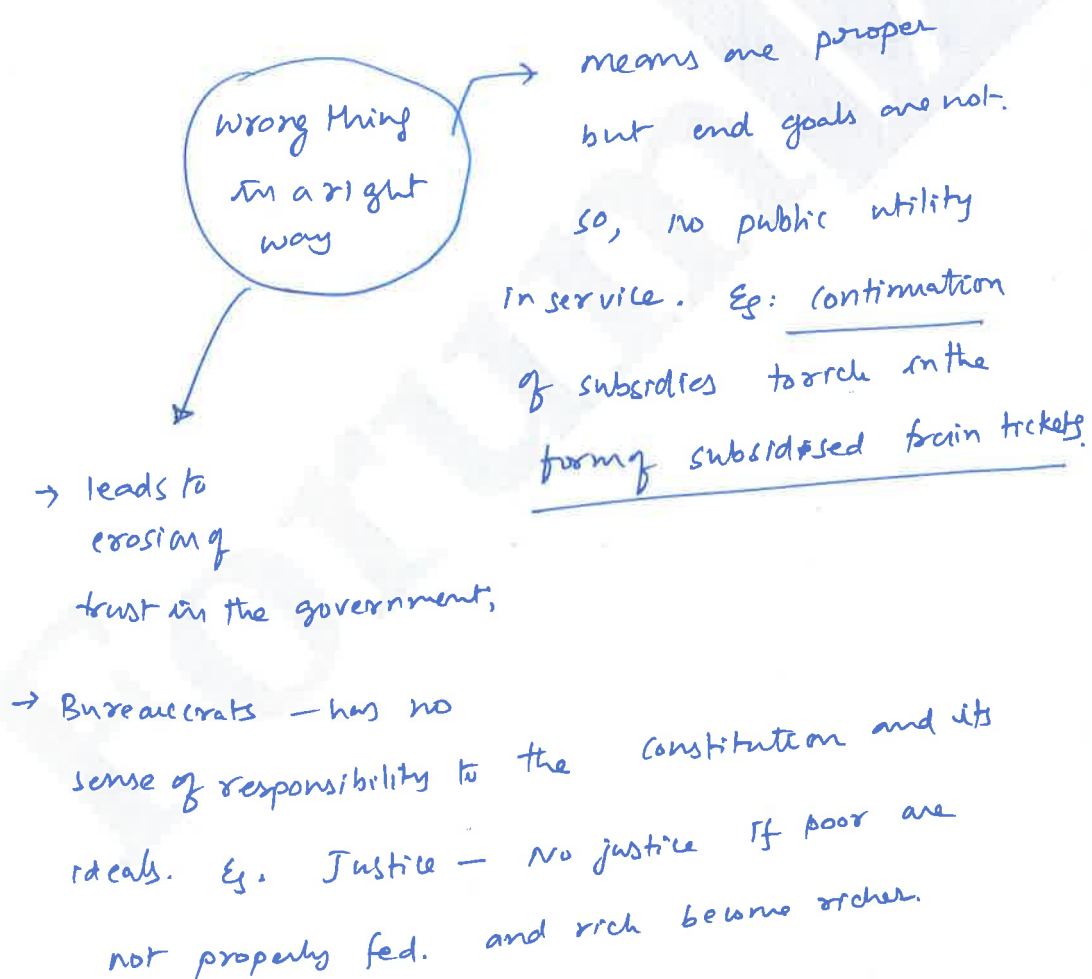 wrong thing
in a right
way
→ means are proper
but end goals are not.
so, no public utility
in service. Eg: continuation
of subsidies to rich in the
form of subsidised train tickets.
→ leads to
erosion of
trust in the government,
→ Bureaucrats — has no
sense of responsibility to the constitution and its
ideals. Eg. Justice — No justice if poor are
not properly fed. and rich become richer.